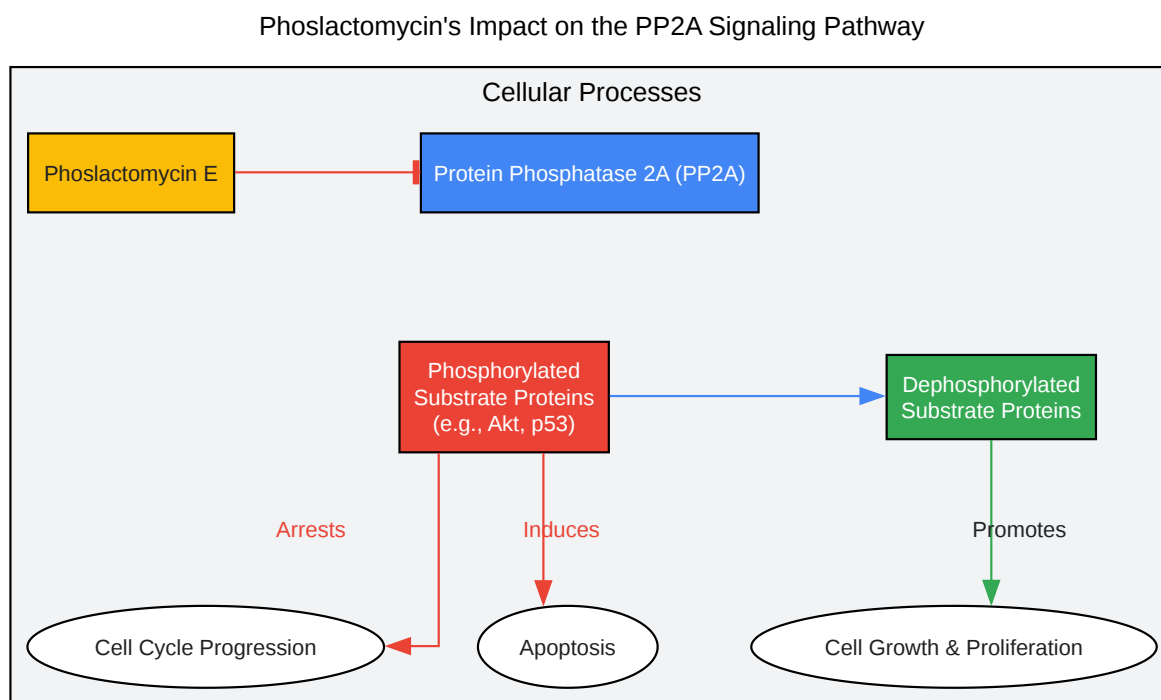 Phoslactomycin's Impact on the PP2A Signaling Pathway
Cellular Processes
Phoslactomycin E
Protein Phosphatase 2A (PP2A)
Phosphorylated
Substrate Proteins
(e.g., Akt, p53)
Dephosphorylated
Substrate Proteins
Arrests
Induces
Promotes
Cell Cycle Progression
Apoptosis
Cell Growth & Proliferation